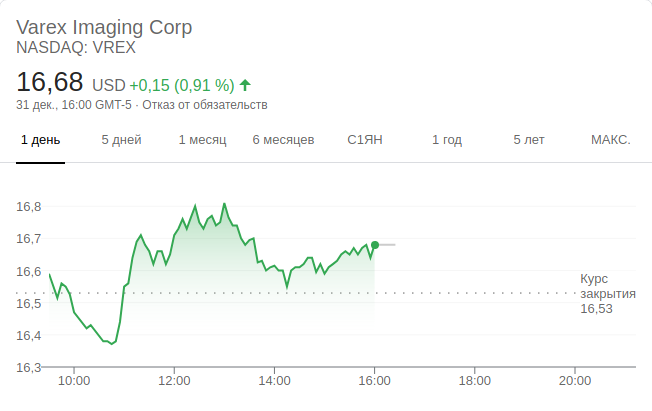 Varex Imaging Corp
NASDAQ: VREX
16,68 USD +0,15 (0,91 %)
31 дек., 16:00 GMT-5 · Отказ от обязательств
1 день 5 дней 1 месяц 6 месяцев С1ЯН 1 год 5 лет МАКС.
16,8
16,7
16,6
16,5
16,4
16,3
Курс
закрытия
16,53
10:00 12:00 14:00 16:00 18:00 20:00